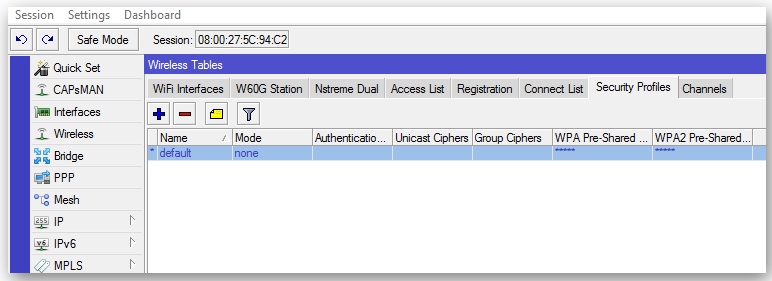 Session Settings Dashboard
Safe Mode Session: 08:00:27:5C:94:C2
Quick Set
CAPsMAN
Interfaces
Wireless
Bridge
PPP
Mesh
IP
IPv6
MPLS
Wireless Tables
WiFi Interfaces W60G Station Nstreme Dual Access List Registration Connect List Security Profiles Channels
Name Mode Authenticatio... Unicast Ciphers Group Ciphers WPA Pre-Shared ... WPA2 Pre-Shared...
* default none ***** *****